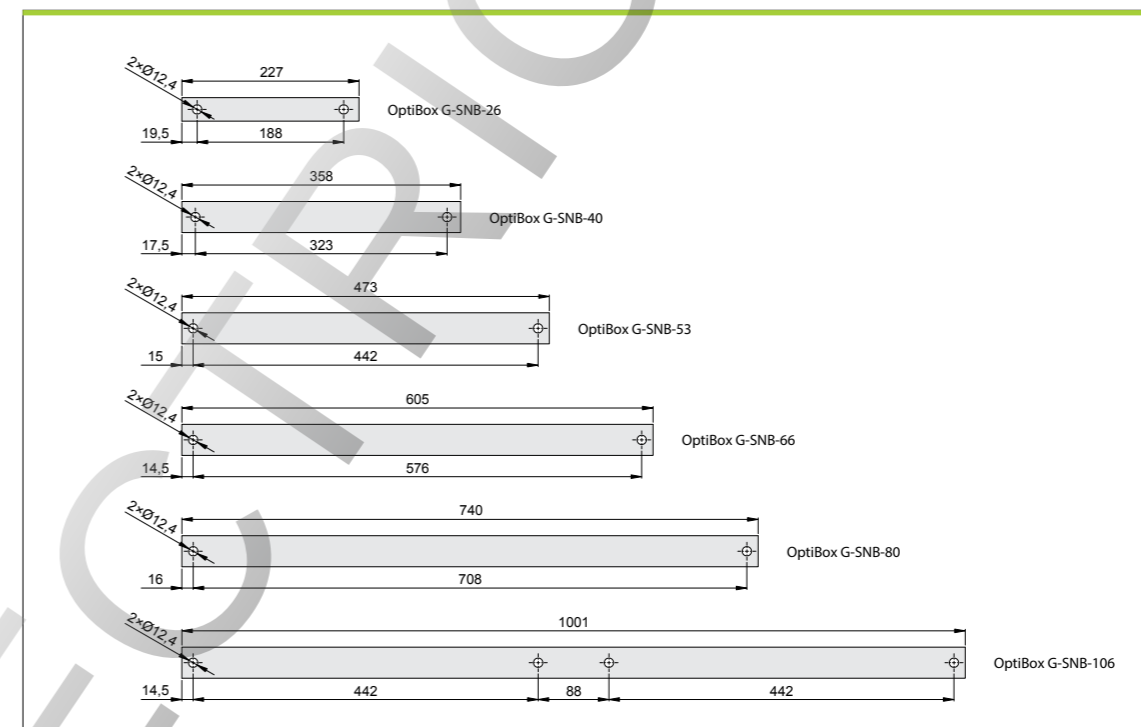 2×Ø12,4
227
OptiBox G-SNB-26
19,5
188
2×Ø12,4
358
OptiBox G-SNB-40
17,5
323
2×Ø12,4
473
OptiBox G-SNB-53
15
442
2×Ø12,4
605
OptiBox G-SNB-66
14,5
576
2×Ø12,4
740
OptiBox G-SNB-80
16
708
2×Ø12,4
1001
OptiBox G-SNB-106
14,5
442
88
442
ECTRIC